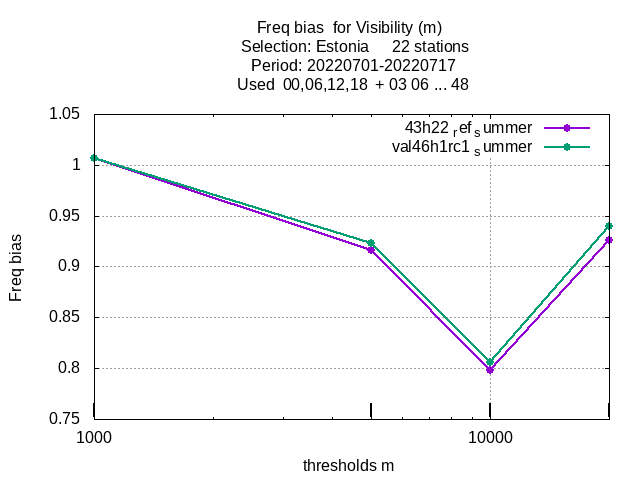 Freq bias  for Visibility (m)
Selection: Estonia     22 stations
Period: 20220701-20220717
Used  00,06,12,18  + 03 06 ... 48
43h22 ref summer
val46h1rc1 summer
1.05
1
0.95
0.9
0.85
0.8
0.75
Freq bias
1000
10000
thresholds m